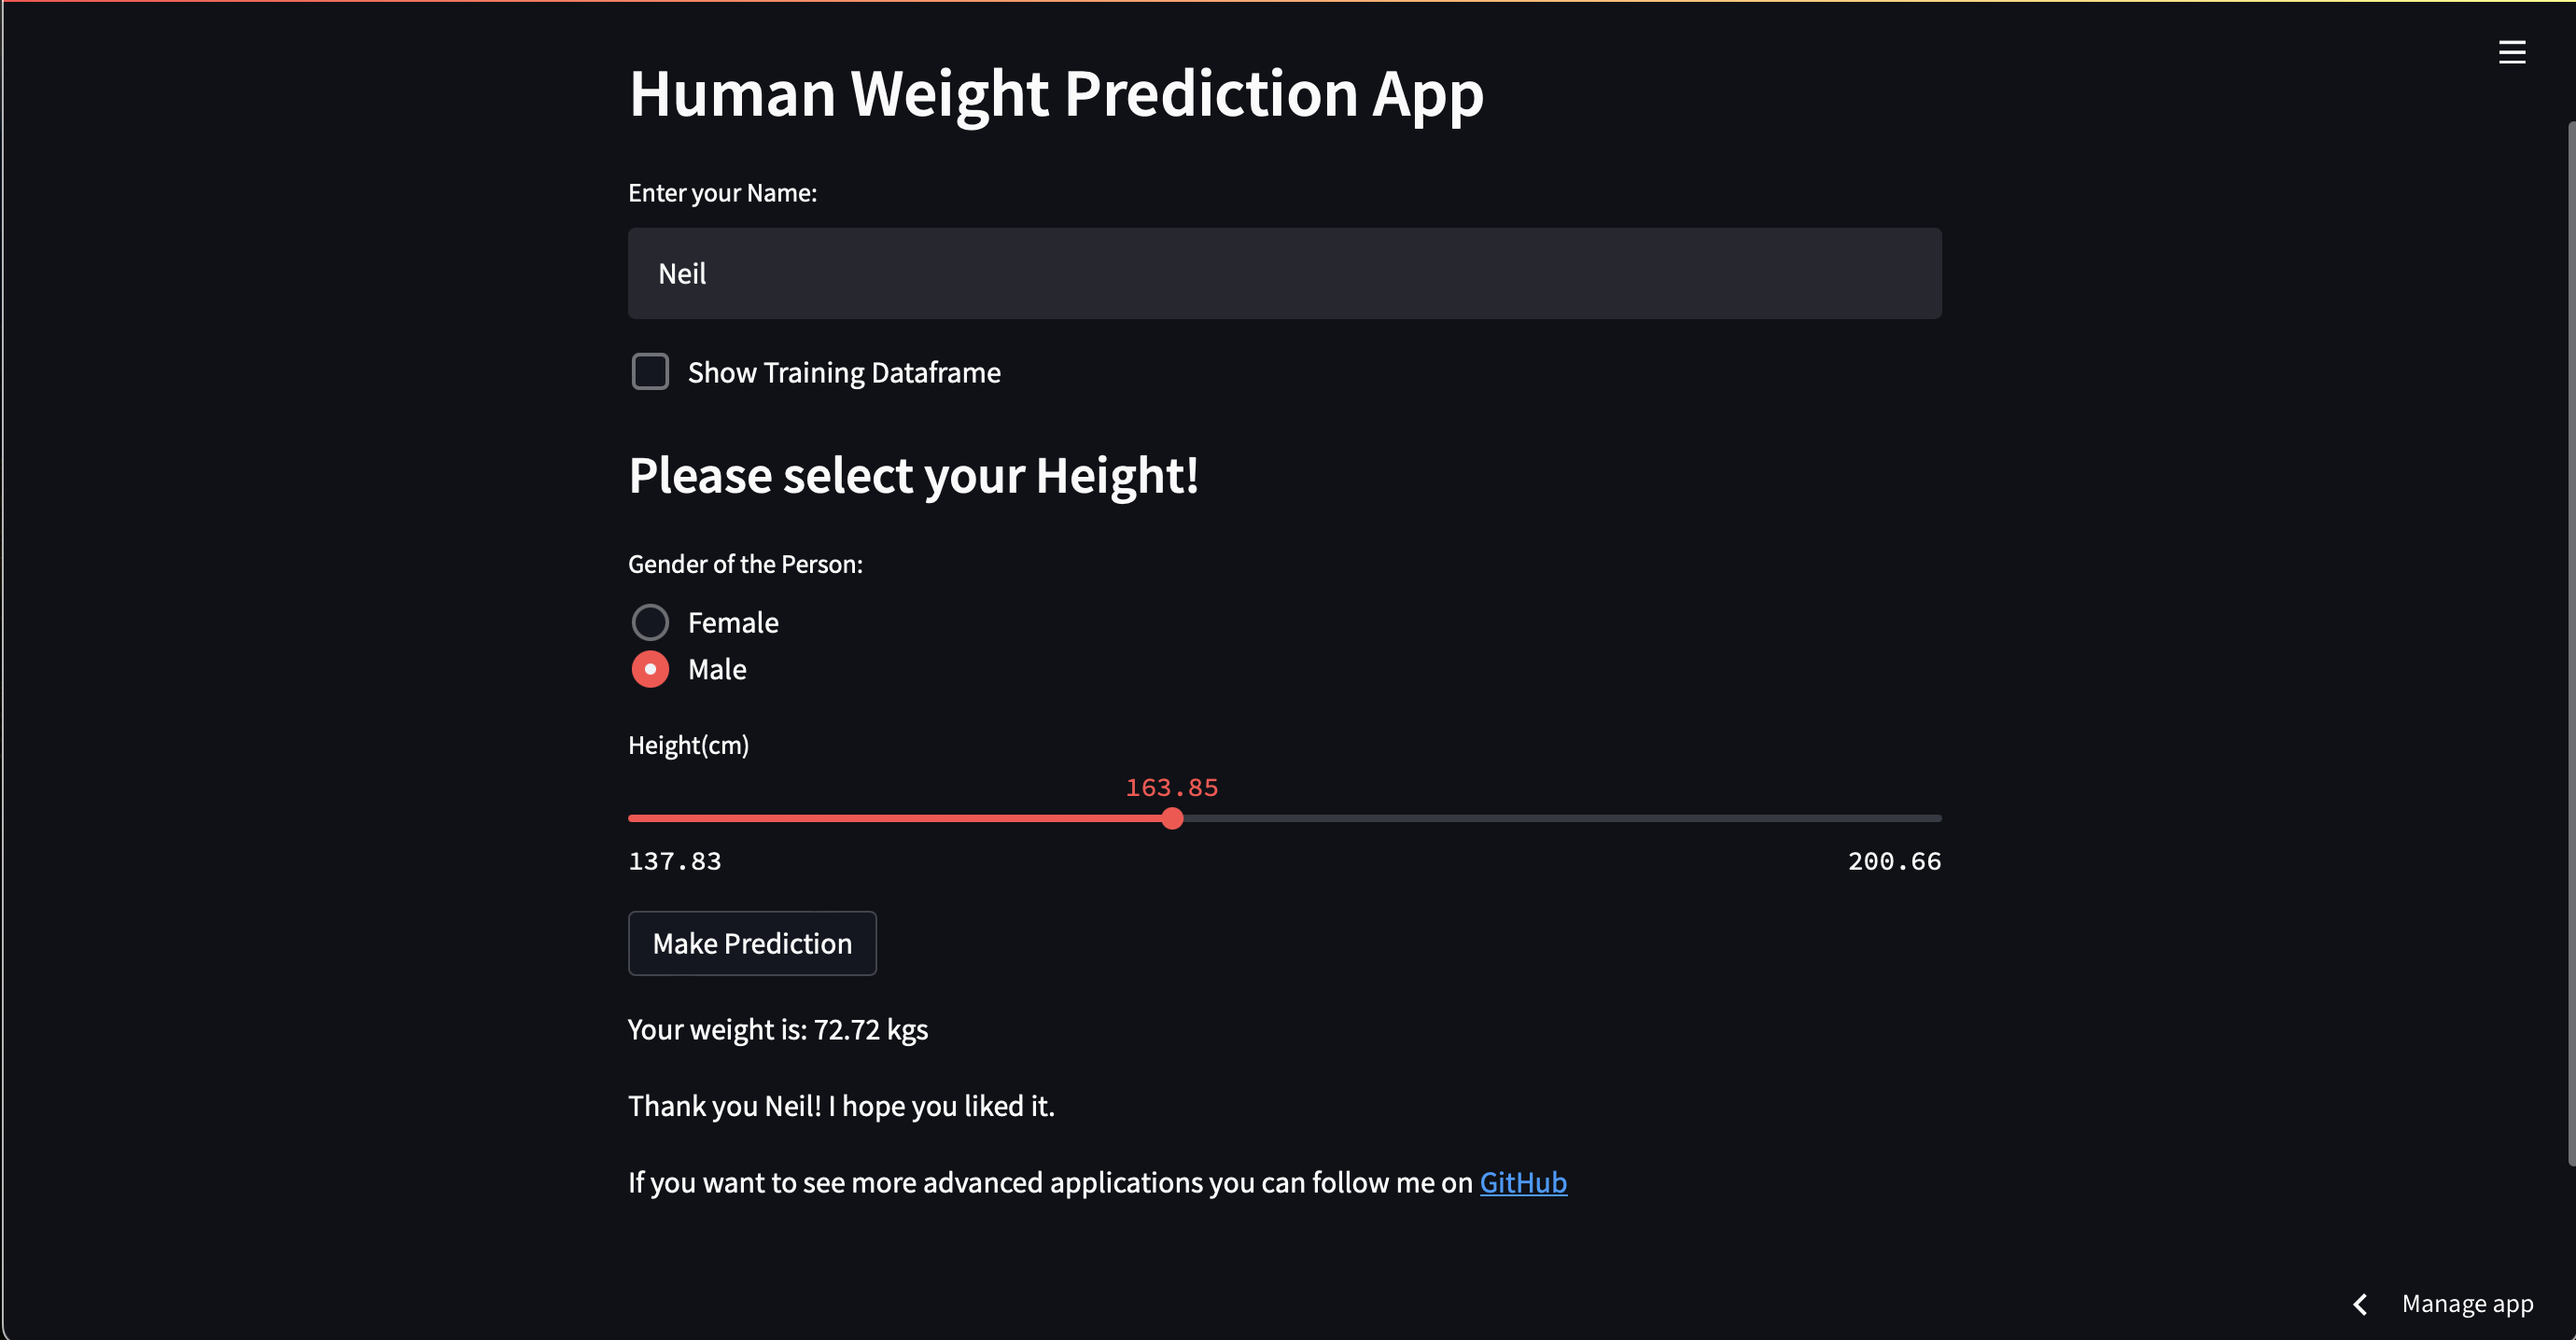 Human Weight Prediction App
Enter your Name:
Neil
Show Training Dataframe
Please select your Height!
Gender of the Person:
Female
Male
Height(cm)
163.85
137.83 200.66
Make Prediction
Your weight is: 72.72 kgs
Thank you Neil! I hope you liked it.
If you want to see more advanced applications you can follow me on GitHub
Manage app